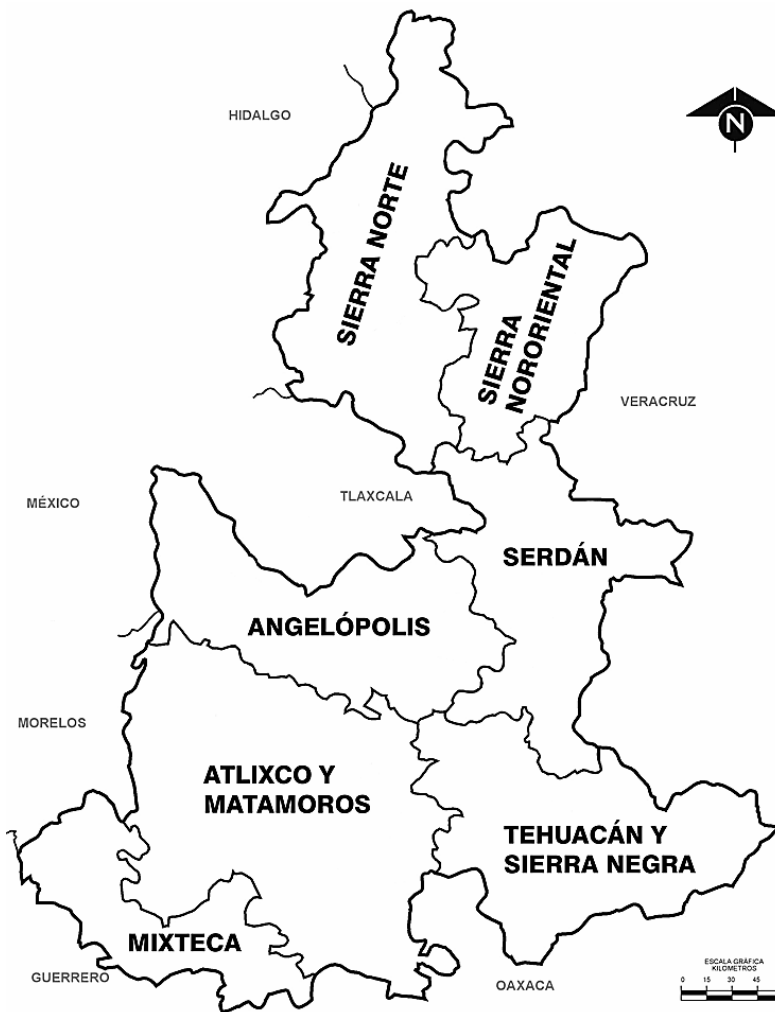 HIDALGO
N
SIERRA NORTE
SIERRA
NORORIENTAL
VERACRUZ
MÉXICO
TLAXCALA
SERDÁN
ANGELÓPOLIS
MORELOS
ATLIXCO Y
MATAMOROS
TEHUACÁN Y
SIERRA NEGRA
MIXTECA
GUERRERO
OAXACA
ESCALA GRÁFICA
KILOMETROS
0 15 30 45